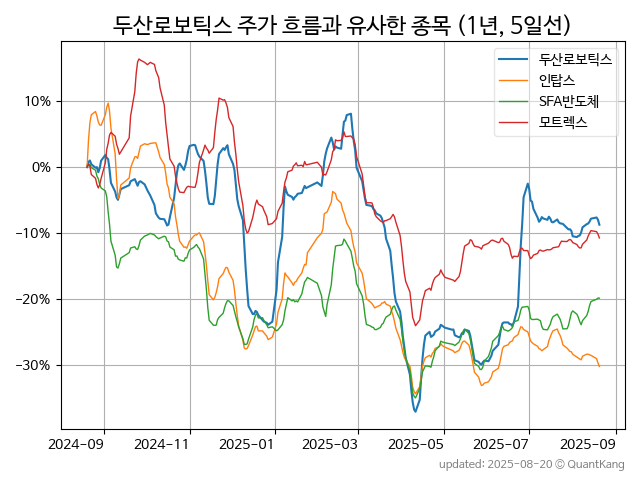 두산로보틱스 주가 흐름과 유사한 종목 (1년, 5일선)
두산로보틱스
인탑스
SFA반도체
모트렉스
10%
0%
−10%
−20%
−30%
2024-09
2024-11
2025-01
2025-03
2025-05
2025-07
2025-09
updated: 2025-08-20 © QuantKang